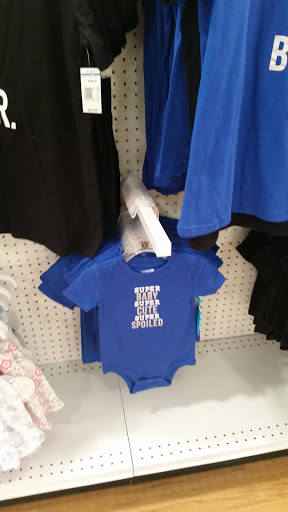 R.
B
SUPER
BABY
SUPER
CUTE
SUPER
SPOILED